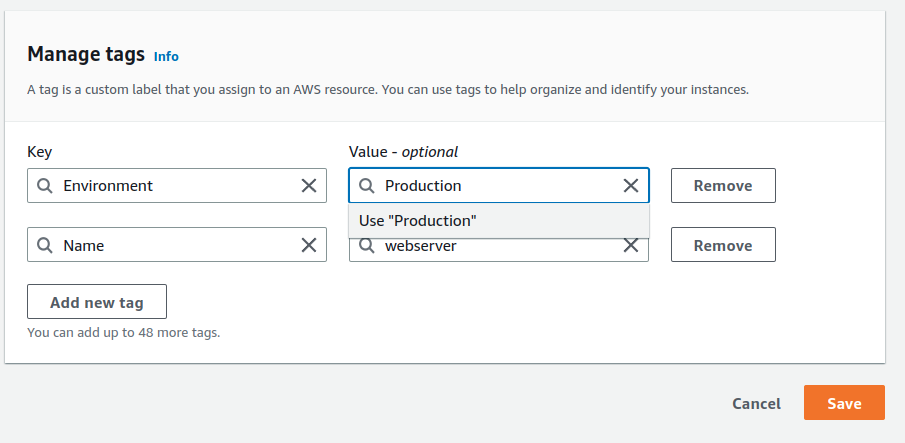 Manage tags Info
A tag is a custom label that you assign to an AWS resource. You can use tags to help organize and identify your instances.
Key Value - optional
Environment Production Remove
Use "Production"
Name webserver Remove
Add new tag
You can add up to 48 more tags.
Cancel Save